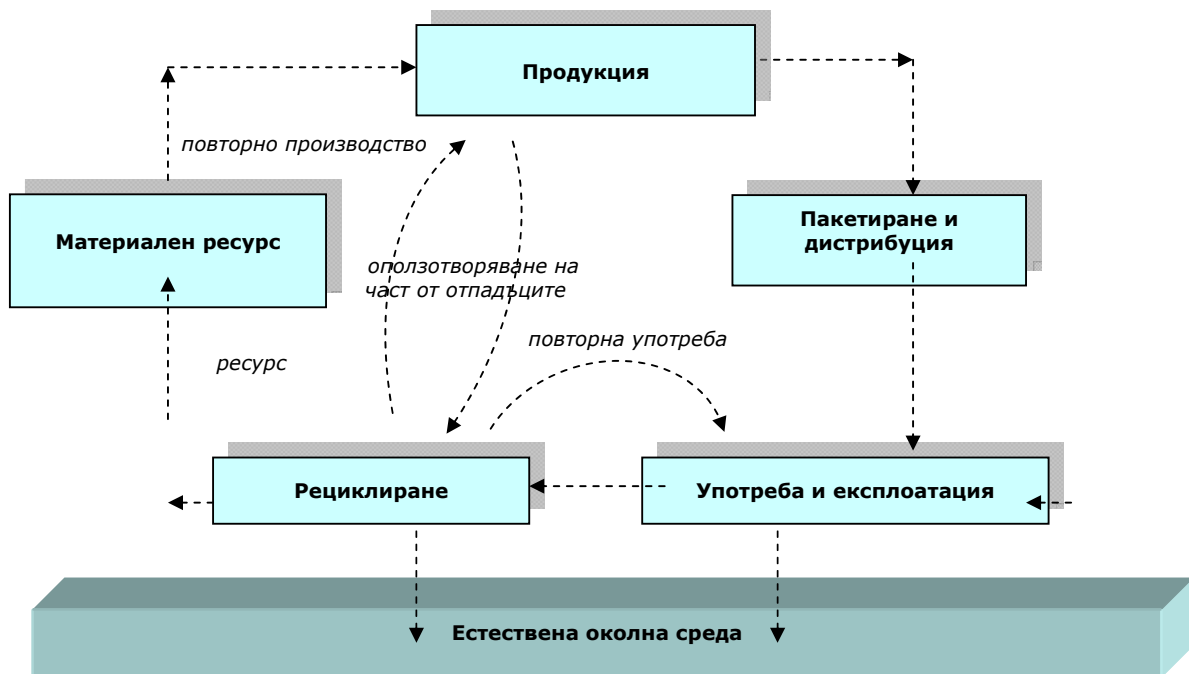 Продукция
повторно производство
Материален ресурс
Пакетиране и
дистрибуция
оползотворяване на
част от отпадъците
повторна употреба
ресурс
Рециклиране
Употреба и експлоатация
Естествена околна среда